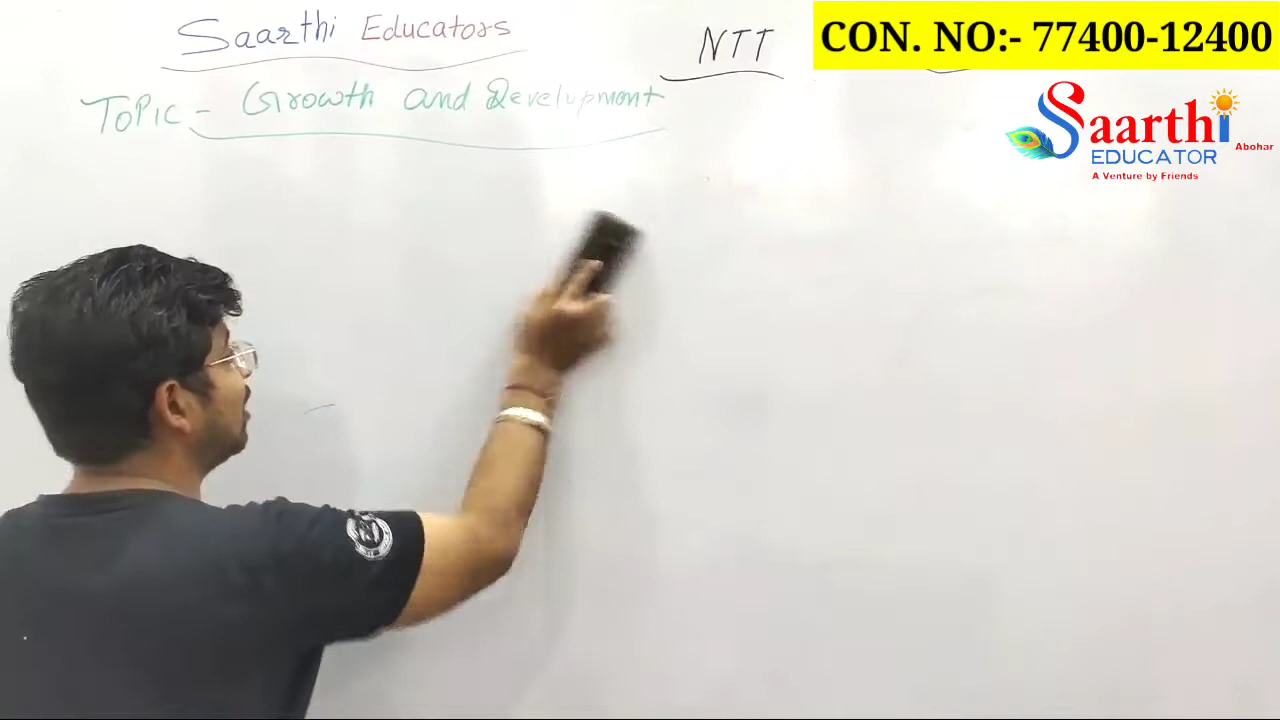 Saarthi Educators
NTT
CON. NO:- 77400-12400
Topic - Growth and Development
Saarthi
EDUCATOR
Abohar
A Venture by Friends